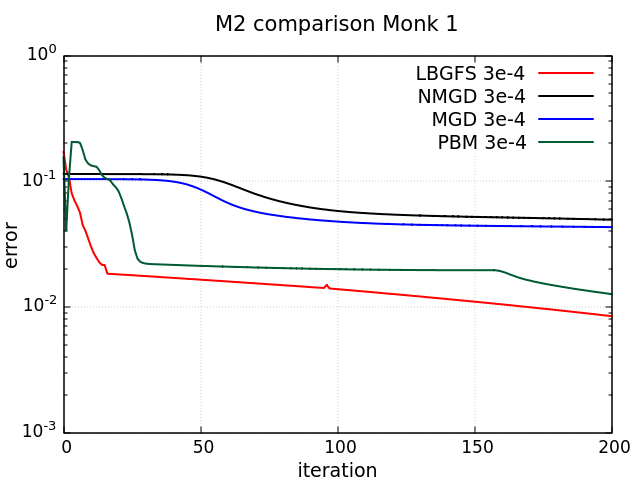 M2 comparison Monk 1
10^0
10^-1
10^-2
10^-3
error
LBGFS 3e-4
NMGD 3e-4
MGD 3e-4
PBM 3e-4
0 50 100 150 200
iteration